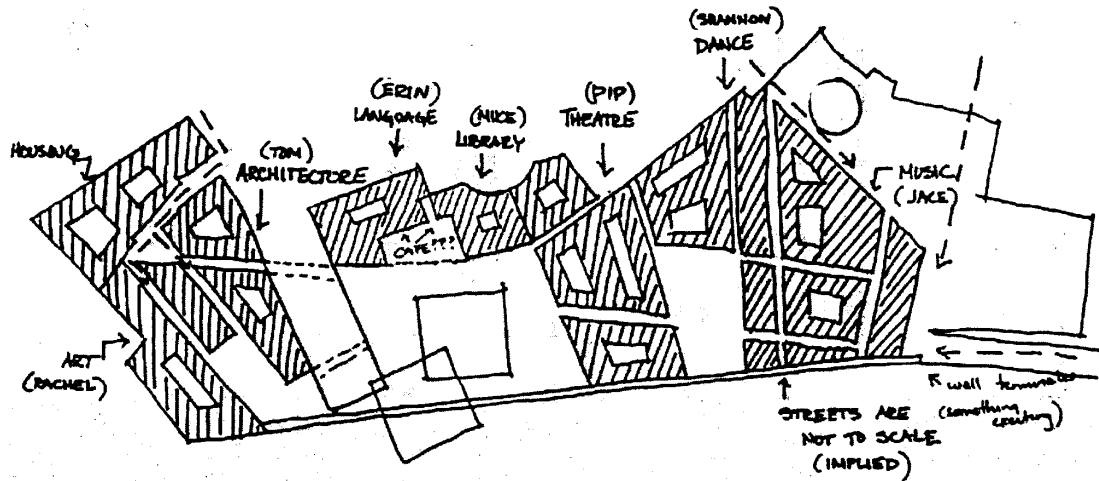 (SHANNON)
DANCE
(ERIN)
LANGUAGE
(MIKE)
LIBRARY
(PIP)
THEATRE
HOUSING
(TOM)
ARCHITECTURE
MUSIC
(JACE)
CAFE???
ART
(RACHEL)
wall terminates
(something
exciting)
STREETS ARE
NOT TO SCALE
(IMPLIED)